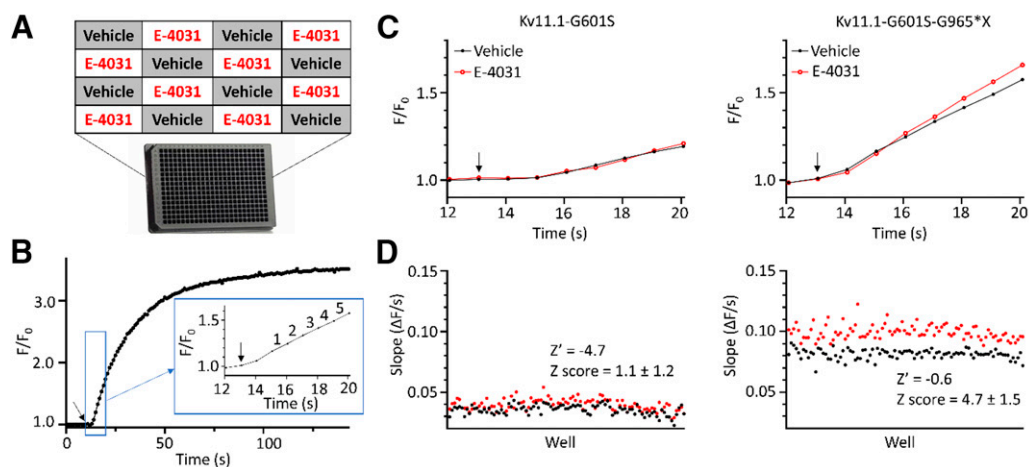 A
Vehicle E-4031 Vehicle E-4031
E-4031 Vehicle E-4031 Vehicle
Vehicle E-4031 Vehicle E-4031
E-4031 Vehicle E-4031 Vehicle
B
F/F0
3.0
2.0
1.0
0 50 100
Time (s)
F/F0
1.5
1.0
1 2 3 4 5
12 14 16 18 20
Time (s)
C
Kv11.1-G601S
Vehicle
E-4031
F/F0
1.5
1.0
12 14 16 18 20
Time (s)
Kv11.1-G601S-G965*X
Vehicle
E-4031
F/F0
1.5
1.0
12 14 16 18 20
Time (s)
D
Slope (ΔF/s)
0.15
0.10
0.05
Z’ = -4.7
Z score = 1.1 ± 1.2
Well
Slope (ΔF/s)
0.15
0.10
0.05
Z’ = -0.6
Z score = 4.7 ± 1.5
Well